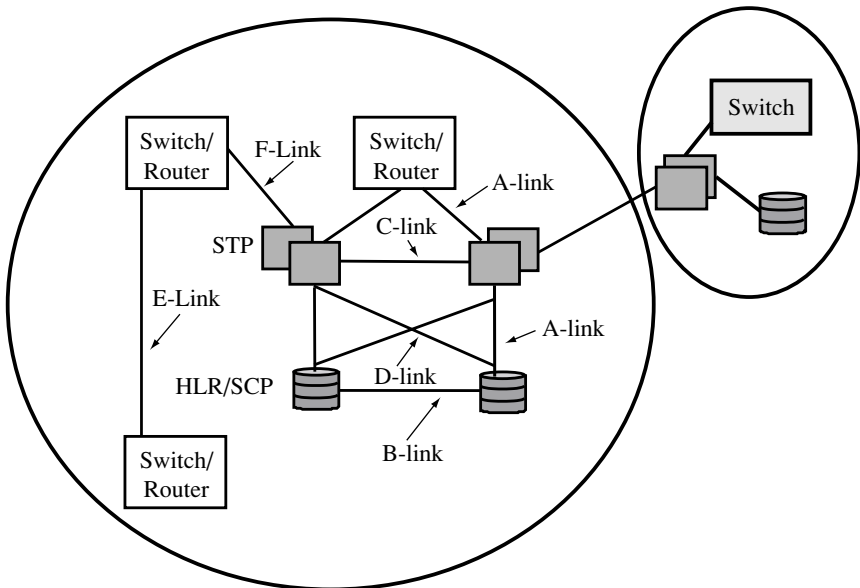 Switch
Switch/
Router
F-Link
Switch/
Router
A-link
C-link
STP
E-Link
A-link
D-link
HLR/SCP
B-link
Switch/
Router